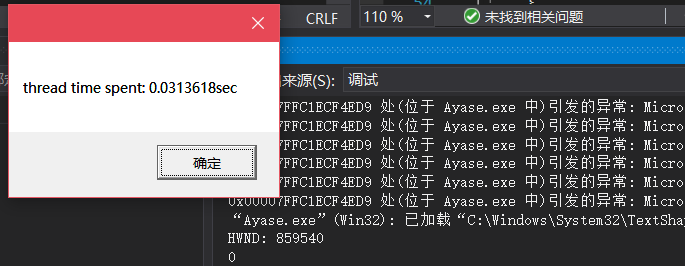 CRLF
110 %
未找到相关问题
thread time spent: 0.0313618sec
确定
来源(S):
调试
7FFC1ECF4ED9 处(位于 Ayase.exe 中)引发的异常: Micro
7FFC1ECF4ED9 处(位于 Ayase.exe 中)引发的异常: Micro
7FFC1ECF4ED9 处(位于 Ayase.exe 中)引发的异常: Micro
7FFC1ECF4ED9 处(位于 Ayase.exe 中)引发的异常: Micro
7FFC1ECF4ED9 处(位于 Ayase.exe 中)引发的异常: Micro
0x00007FFC1ECF4ED9 处(位于 Ayase.exe 中)引发的异常: Micro
“Ayase.exe”(Win32): 已加载“C:\Windows\System32\TextShap
HWND: 859540
0